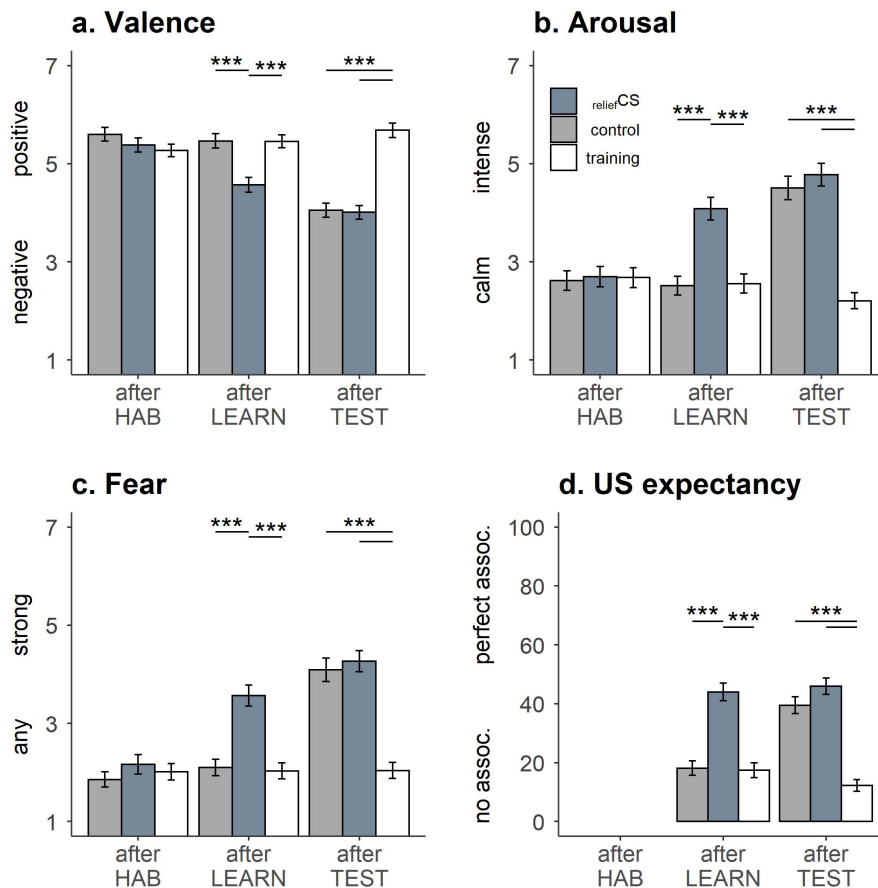 a. Valence
7
5
3
1
positive
negative
***
***
***
after
HAB
after
LEARN
after
TEST
b. Arousal
7
5
3
1
intense
calm
reliefCS
control
training
***
***
***
after
HAB
after
LEARN
after
TEST
c. Fear
7
5
3
1
strong
any
***
***
***
after
HAB
after
LEARN
after
TEST
d. US expectancy
100
80
60
40
20
0
perfect assoc.
no assoc.
***
***
***
after
HAB
after
LEARN
after
TEST